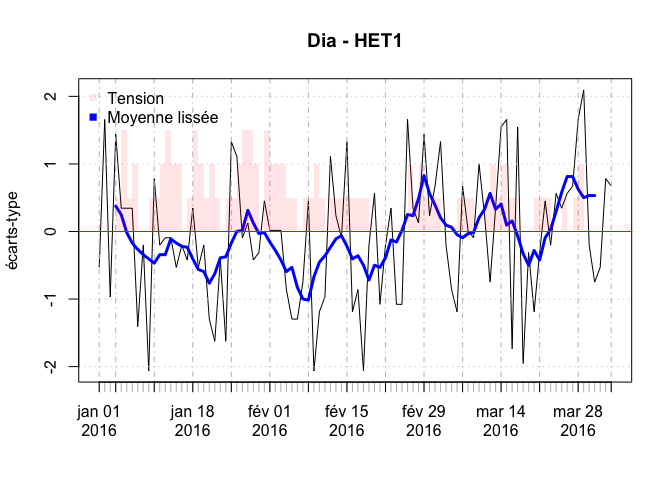 Dia - HET1
Tension
Moyenne lissée
écarts-type
2
1
0
-1
-2
jan 01
2016
jan 18
2016
fév 01
2016
fév 15
2016
fév 29
2016
mar 14
2016
mar 28
2016